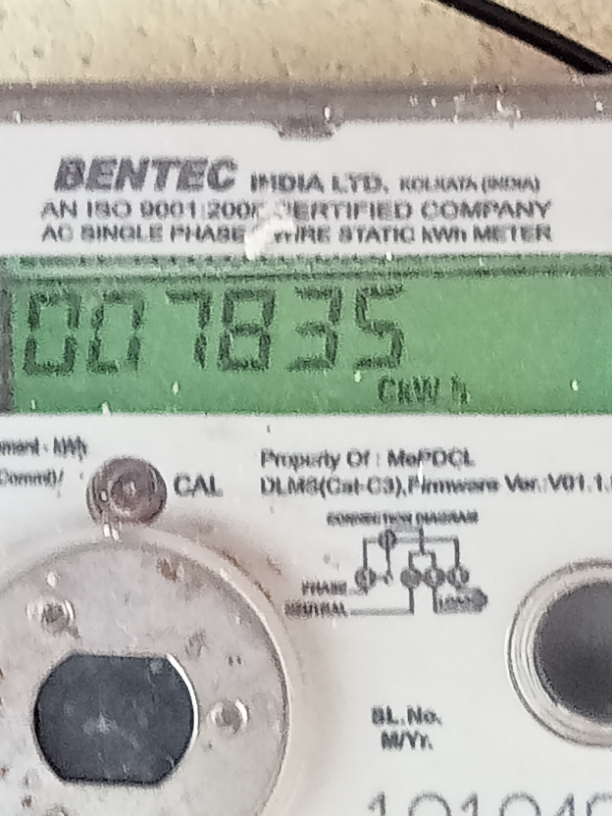 BENTEC INDIA LTD. KOLKATA (INDIA)
AN ISO 9001:2008 CERTIFIED COMPANY
AC SINGLE PHASE WIRE STATIC kWh METER
007835
CkWh
kWh
CAL
Property Of : MePDCL
DLMS(Cat-C3),Firmware Ver.:V01.1.
CONNECTION DIAGRAM
PHASE
NEUTRAL
LOAD
SL.No.
M/Yr.